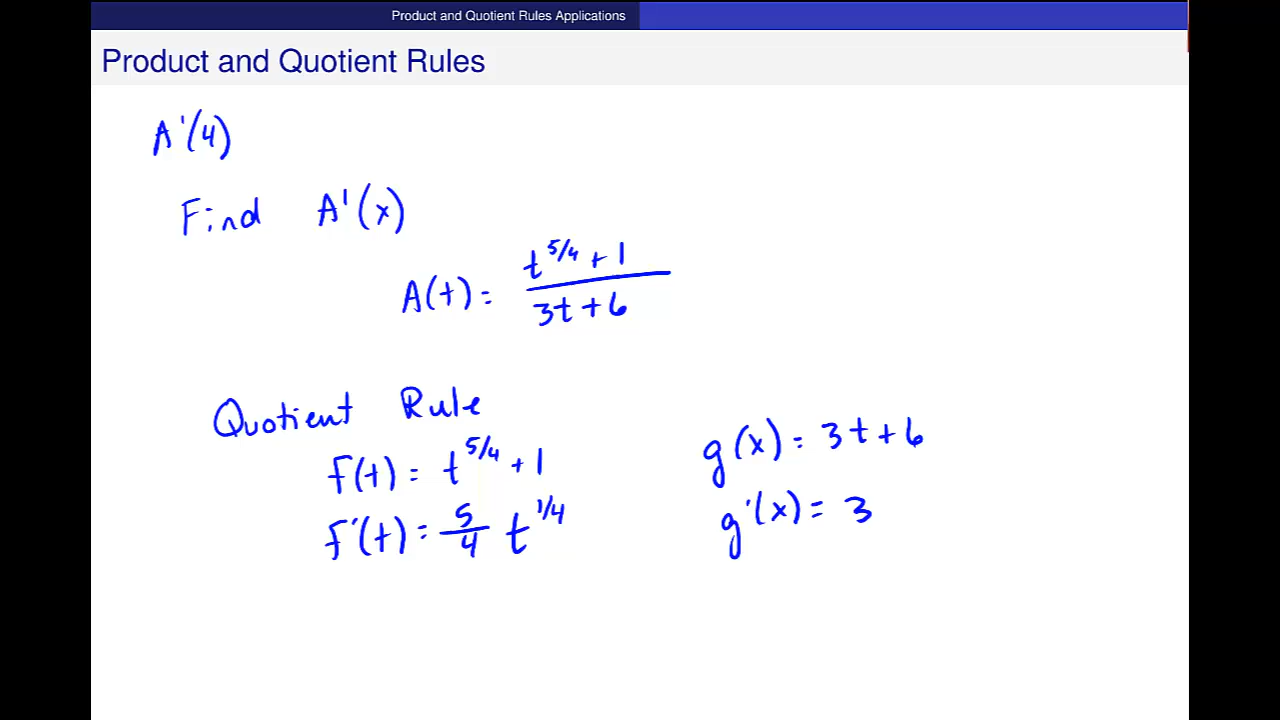 Product and Quotient Rules Applications
Product and Quotient Rules
A'(4)
Find A'(x)
A(t) = (t^{5/4} + 1)/(3t + 6)
Quotient Rule
f(t) = t^{5/4} + 1
g(x) = 3t + 6
f'(t) = 5/4 t^{1/4}
g'(x) = 3